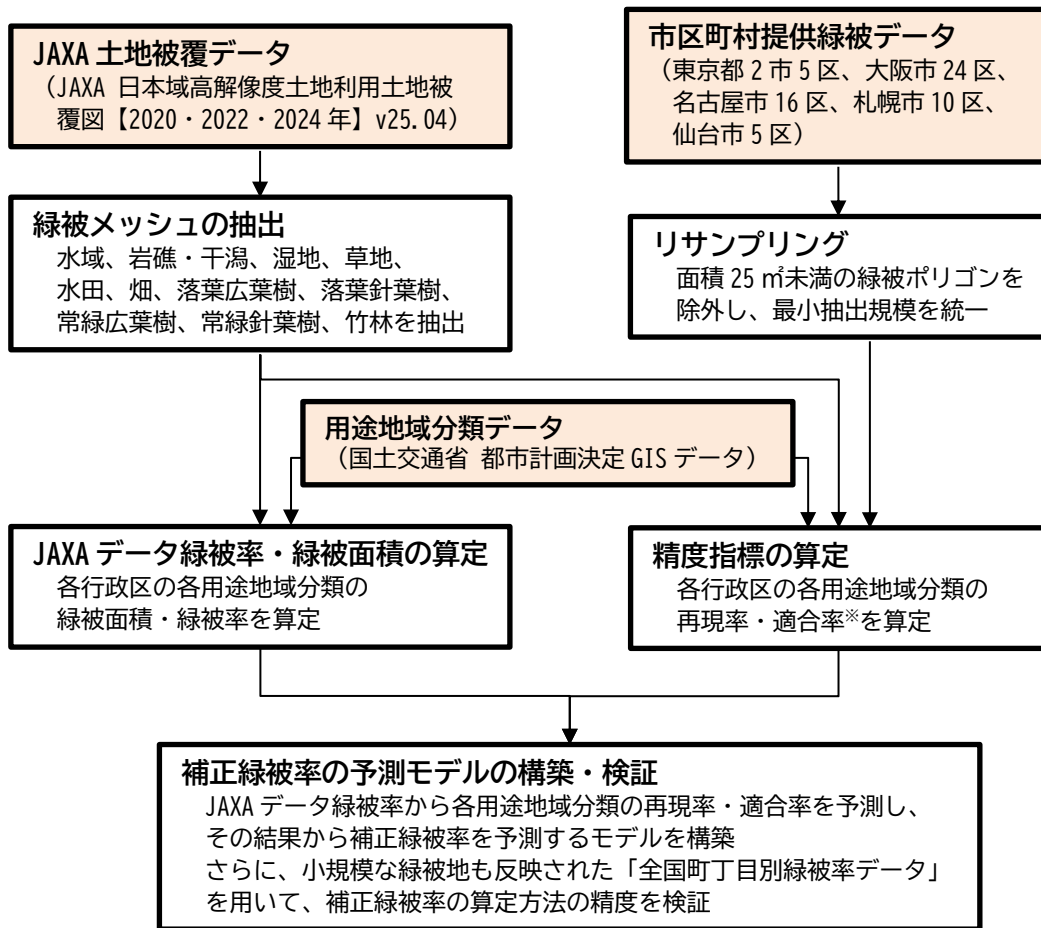 JAXA 土地被覆データ
（JAXA 日本域高解像度土地利用土地被
覆図【2020・2022・2024 年】v25.04）
市区町村提供緑被データ
（東京都 2 市 5 区、大阪市 24 区、
名古屋市 16 区、札幌市 10 区、
仙台市 5 区）
緑被メッシュの抽出
水域、岩礁・干潟、湿地、草地、
水田、畑、落葉広葉樹、落葉針葉樹、
常緑広葉樹、常緑針葉樹、竹林を抽出
リサンプリング
面積 25 ㎡未満の緑被ポリゴンを
除外し、最小抽出規模を統一
用途地域分類データ
（国土交通省 都市計画決定 GIS データ）
JAXA データ緑被率・緑被面積の算定
各行政区の各用途地域分類の
緑被面積・緑被率を算定
精度指標の算定
各行政区の各用途地域分類の
再現率・適合率※を算定
補正緑被率の予測モデルの構築・検証
JAXA データ緑被率から各用途地域分類の再現率・適合率を予測し、
その結果から補正緑被率を予測するモデルを構築
さらに、小規模な緑被地も反映された「全国町丁目別緑被率データ」
を用いて、補正緑被率の算定方法の精度を検証